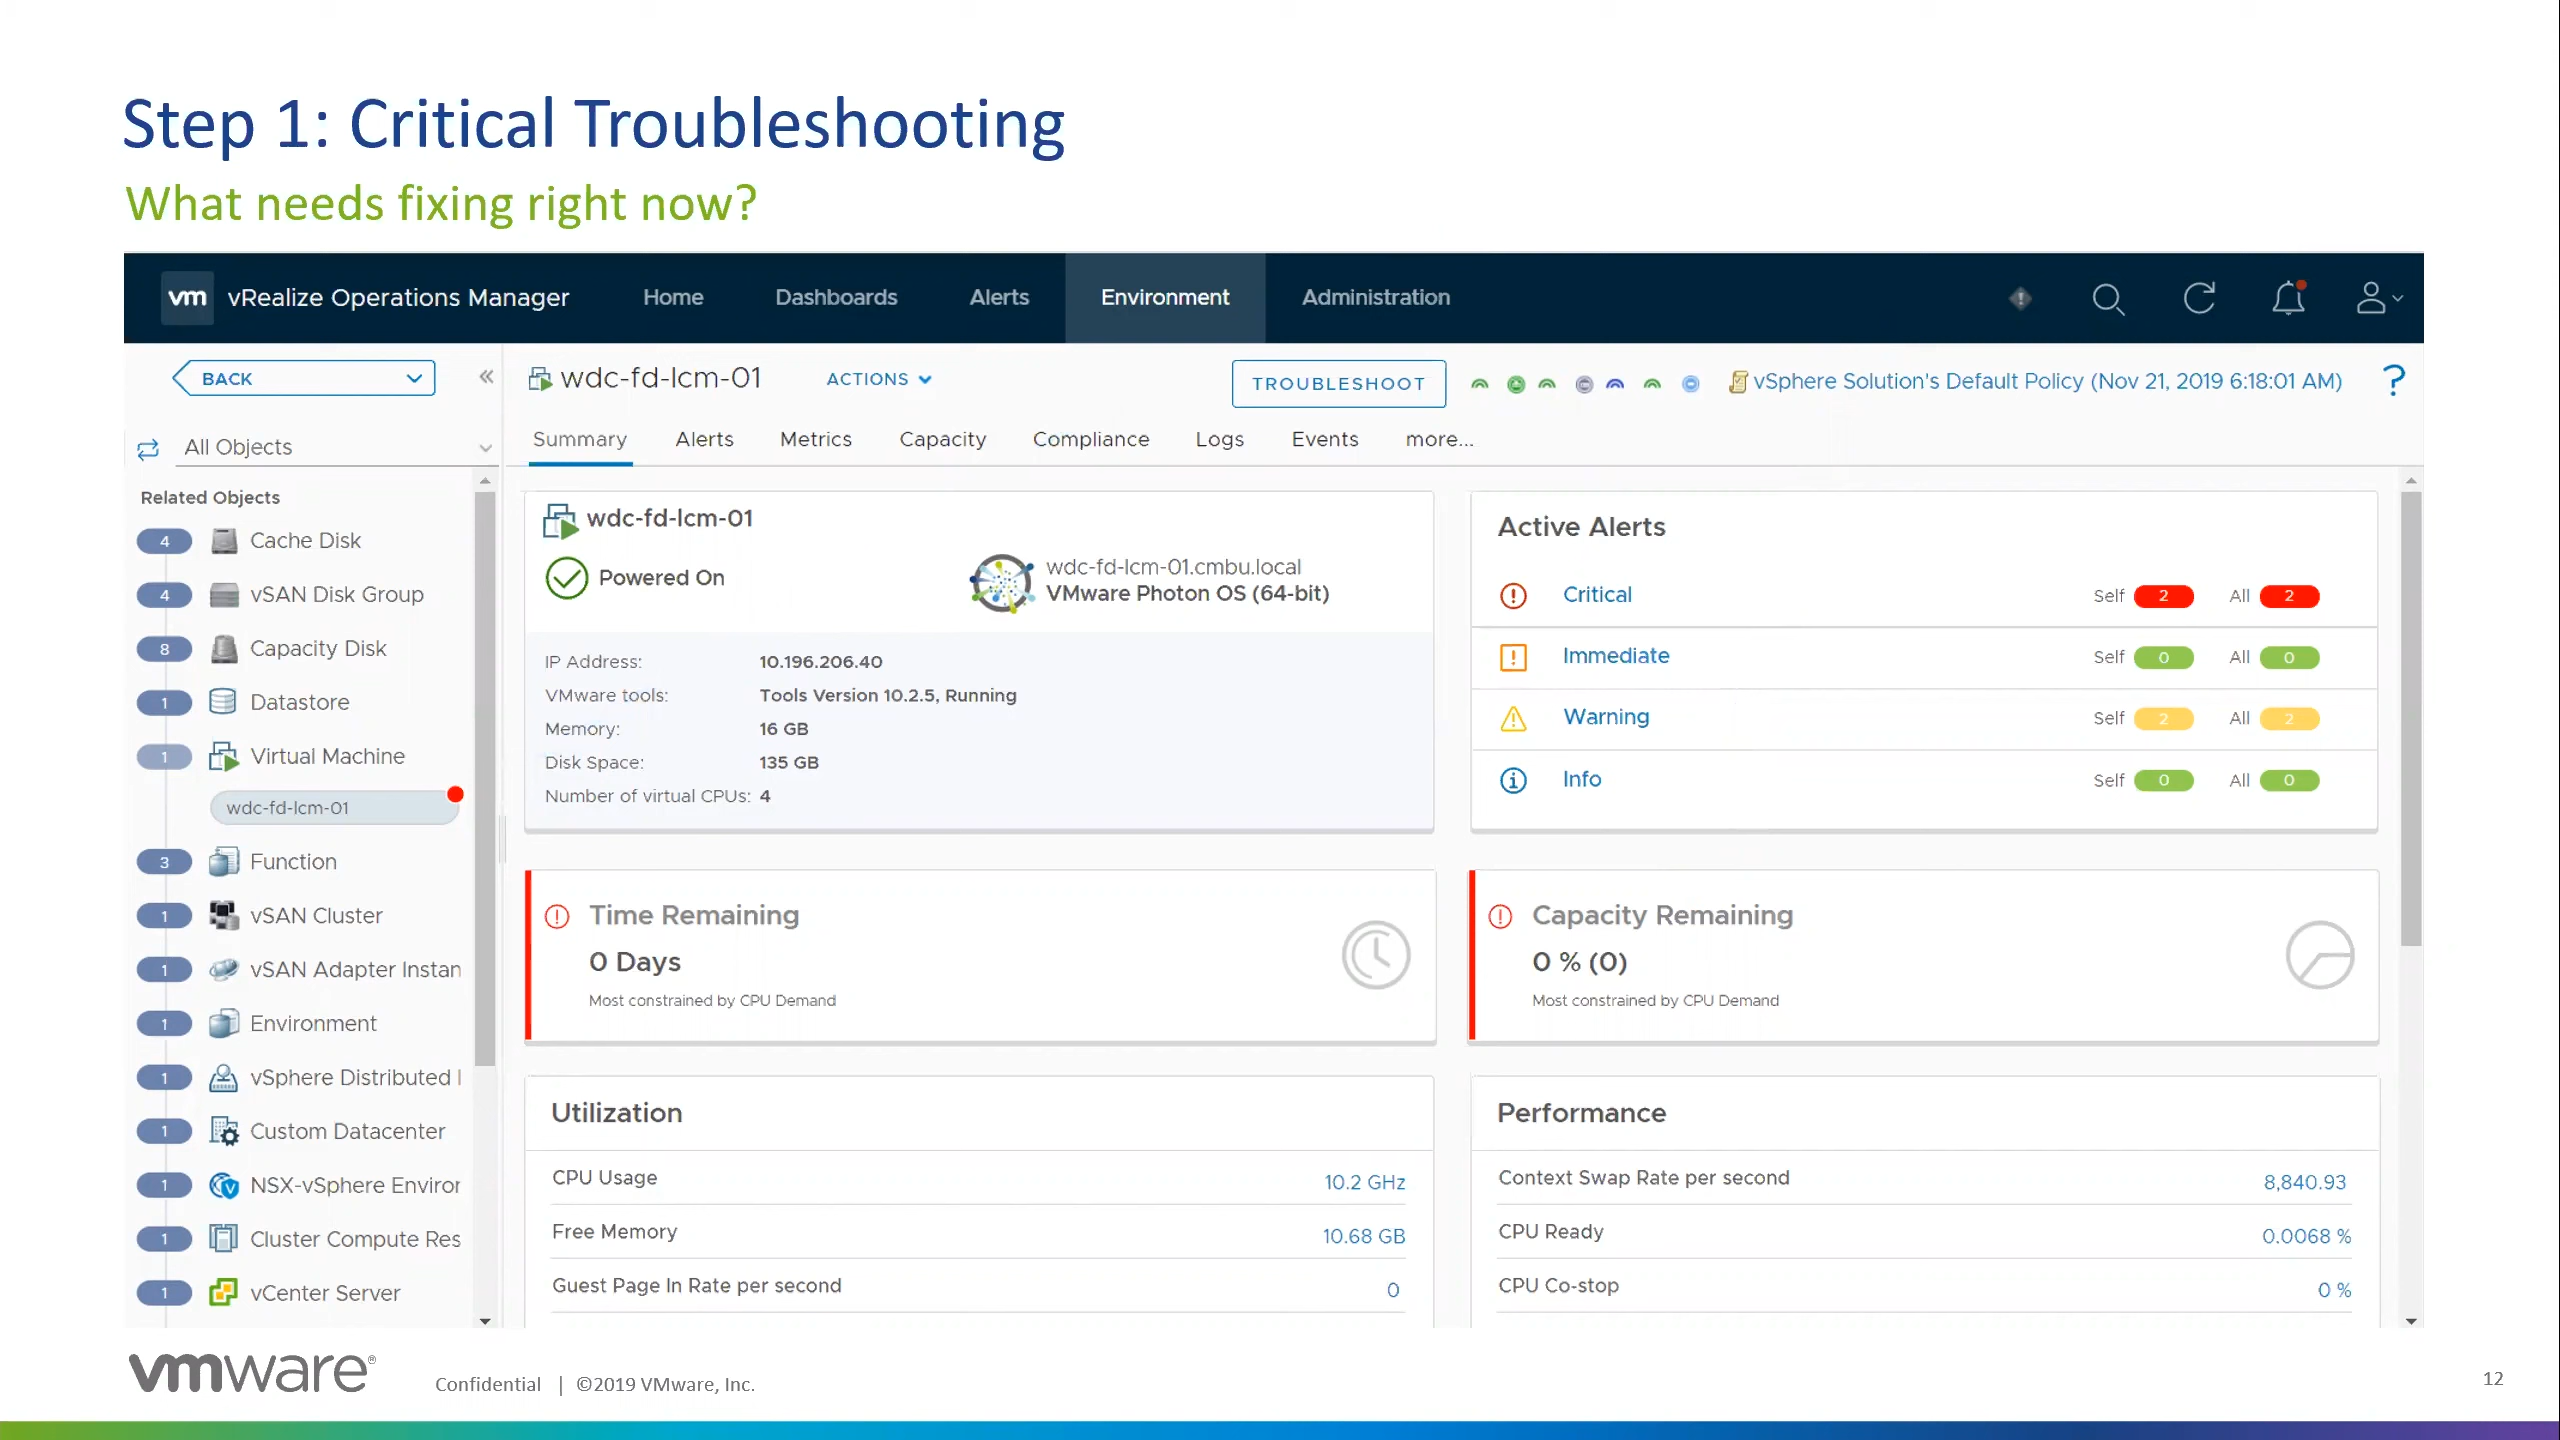 Step 1: Critical Troubleshooting
What needs fixing right now?
vm vRealize Operations Manager Home Dashboards Alerts Environment Administration
BACK
wdc-fd-lcm-01 ACTIONS TROUBLESHOOT vSphere Solution's Default Policy (Nov 21, 2019 6:18:01 AM) ?
All Objects
Summary Alerts Metrics Capacity Compliance Logs Events more...
Related Objects
4 Cache Disk
4 vSAN Disk Group
8 Capacity Disk
1 Datastore
1 Virtual Machine
wdc-fd-lcm-01
3 Function
1 vSAN Cluster
1 vSAN Adapter Instan
1 Environment
1 vSphere Distributed
1 Custom Datacenter
1 NSX-vSphere Enviror
1 Cluster Compute Res
1 vCenter Server
wdc-fd-lcm-01
Powered On
wdc-fd-lcm-01.cmbu.local
VMware Photon OS (64-bit)
IP Address: 10.196.206.40
VMware tools: Tools Version 10.2.5, Running
Memory: 16 GB
Disk Space: 135 GB
Number of virtual CPUs: 4
Active Alerts
Critical Self 2 All 2
Immediate Self 0 All 0
Warning Self 2 All 2
Info Self 0 All 0
Time Remaining
0 Days
Most constrained by CPU Demand
Capacity Remaining
0 % (0)
Most constrained by CPU Demand
Utilization
CPU Usage 10.2 GHz
Free Memory 10.68 GB
Guest Page In Rate per second 0
Performance
Context Swap Rate per second 8,840.93
CPU Ready 0.0068 %
CPU Co-stop 0 %
vmware® Confidential | ©2019 VMware, Inc. 12